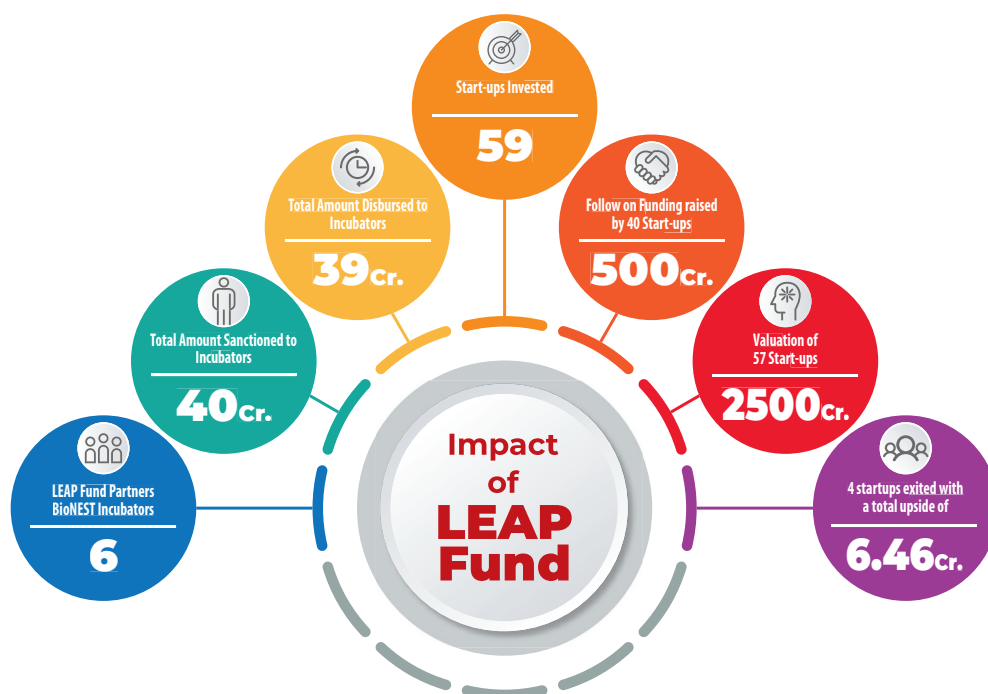 Start-ups Invested
59
Total Amount Disbursed to
Incubators
39Cr.
Follow on Funding raised
by 40 Start-ups
500Cr.
Total Amount Sanctioned to
Incubators
40Cr.
Valuation of
57 Start-ups
2500Cr.
LEAP Fund Partners
BioNEST Incubators
6
Impact
of
LEAP
Fund
4 startups exited with
a total upside of
6.46Cr.